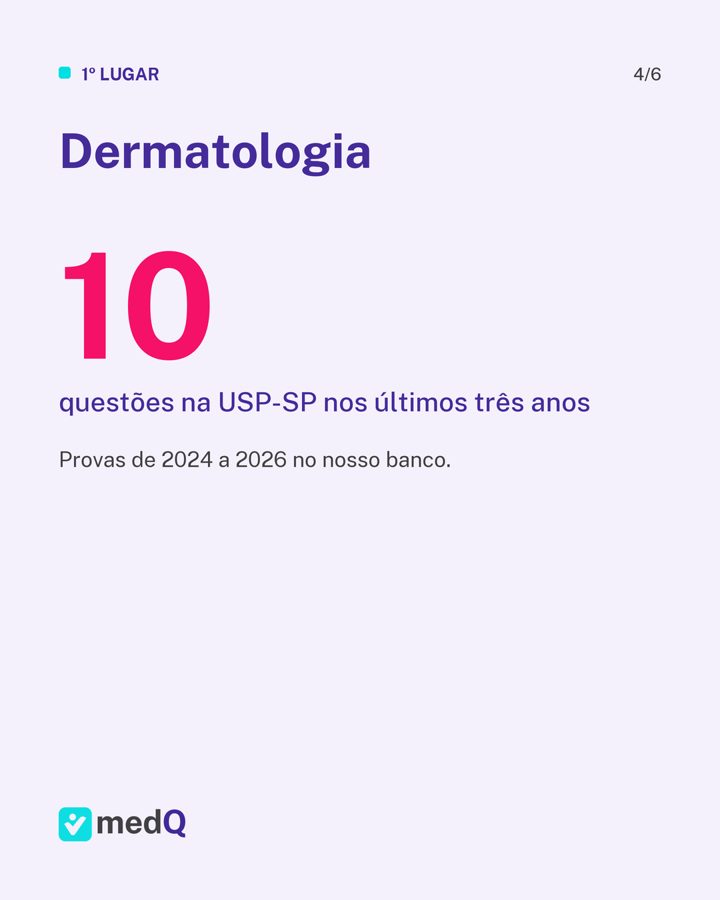 1º LUGAR
4/6
Dermatologia
10
questões na USP-SP nos últimos três anos
Provas de 2024 a 2026 no nosso banco.
medQ